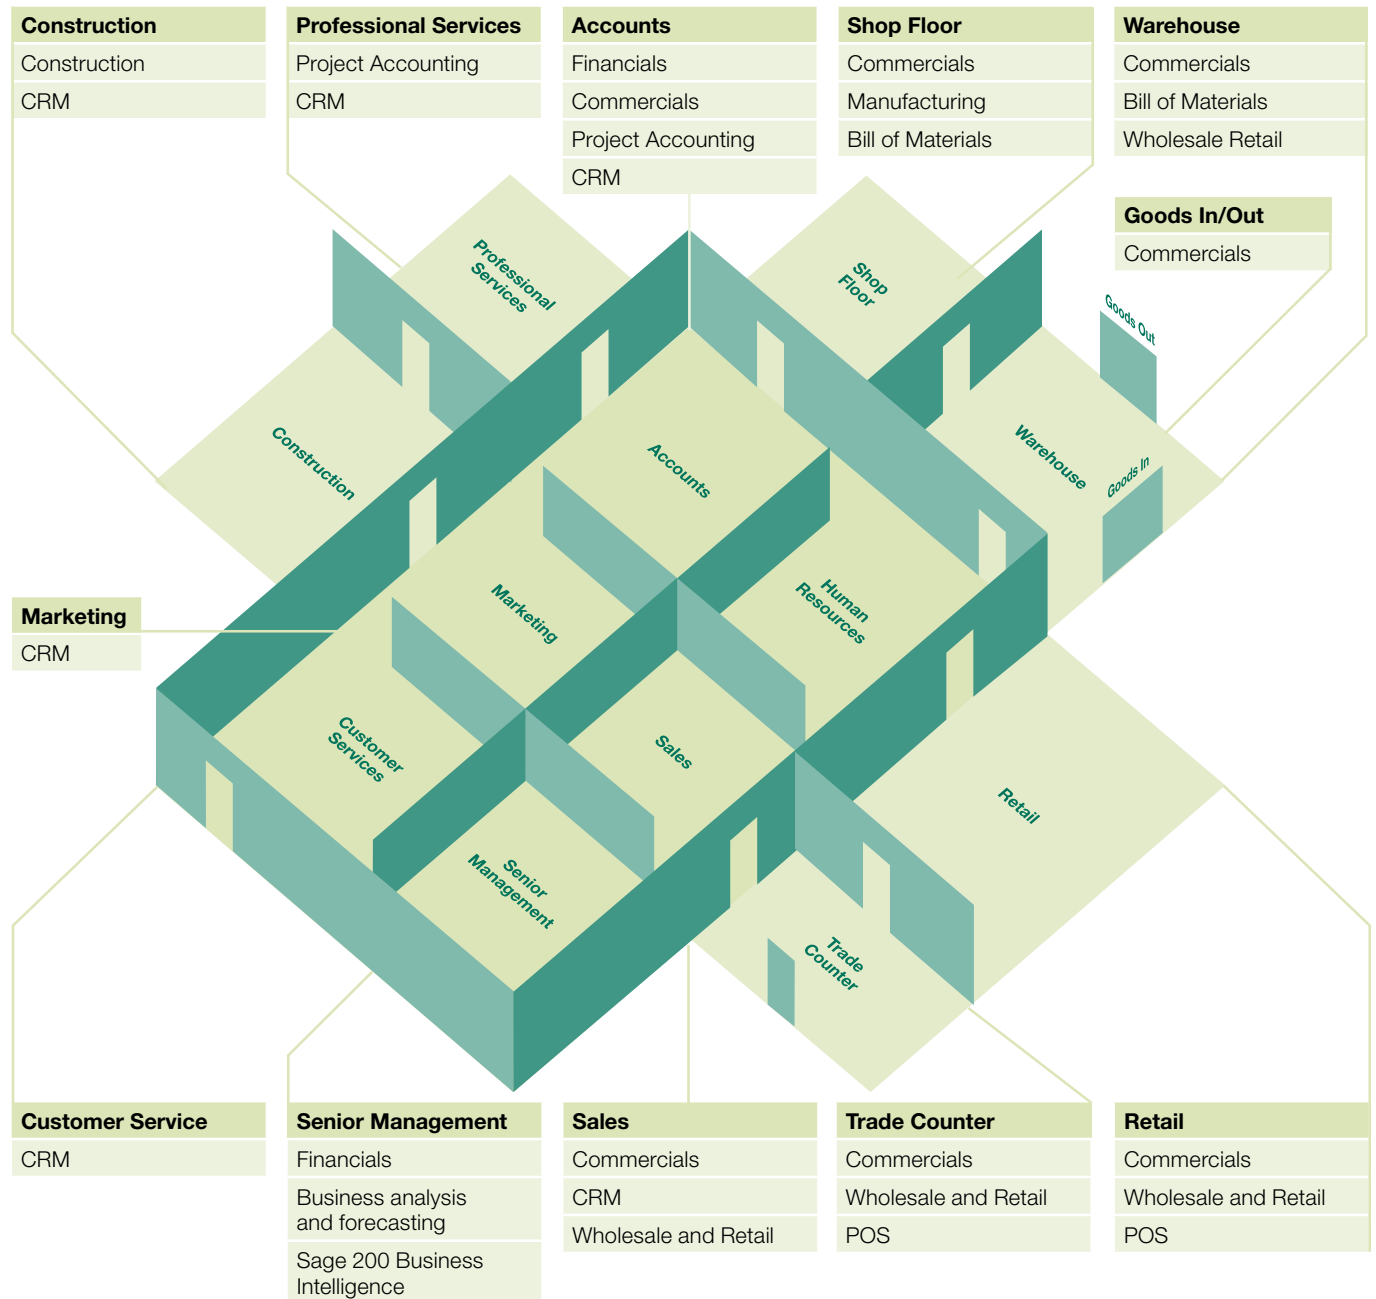 Construction
Construction
CRM
Professional Services
Project Accounting
CRM
Accounts
Financials
Commercials
Project Accounting
CRM
Shop Floor
Commercials
Manufacturing
Bill of Materials
Warehouse
Commercials
Bill of Materials
Wholesale Retail
Goods In/Out
Commercials
Professional
Services
Shop
Floor
Goods Out
Construction
Accounts
Warehouse
Goods In
Marketing
Human
Resources
Marketing
CRM
Customer
Services
Sales
Retail
Senior
Management
Trade
Counter
Customer Service
CRM
Senior Management
Financials
Business analysis
and forecasting
Sage 200 Business
Intelligence
Sales
Commercials
CRM
Wholesale and Retail
Trade Counter
Commercials
Wholesale and Retail
POS
Retail
Commercials
Wholesale and Retail
POS